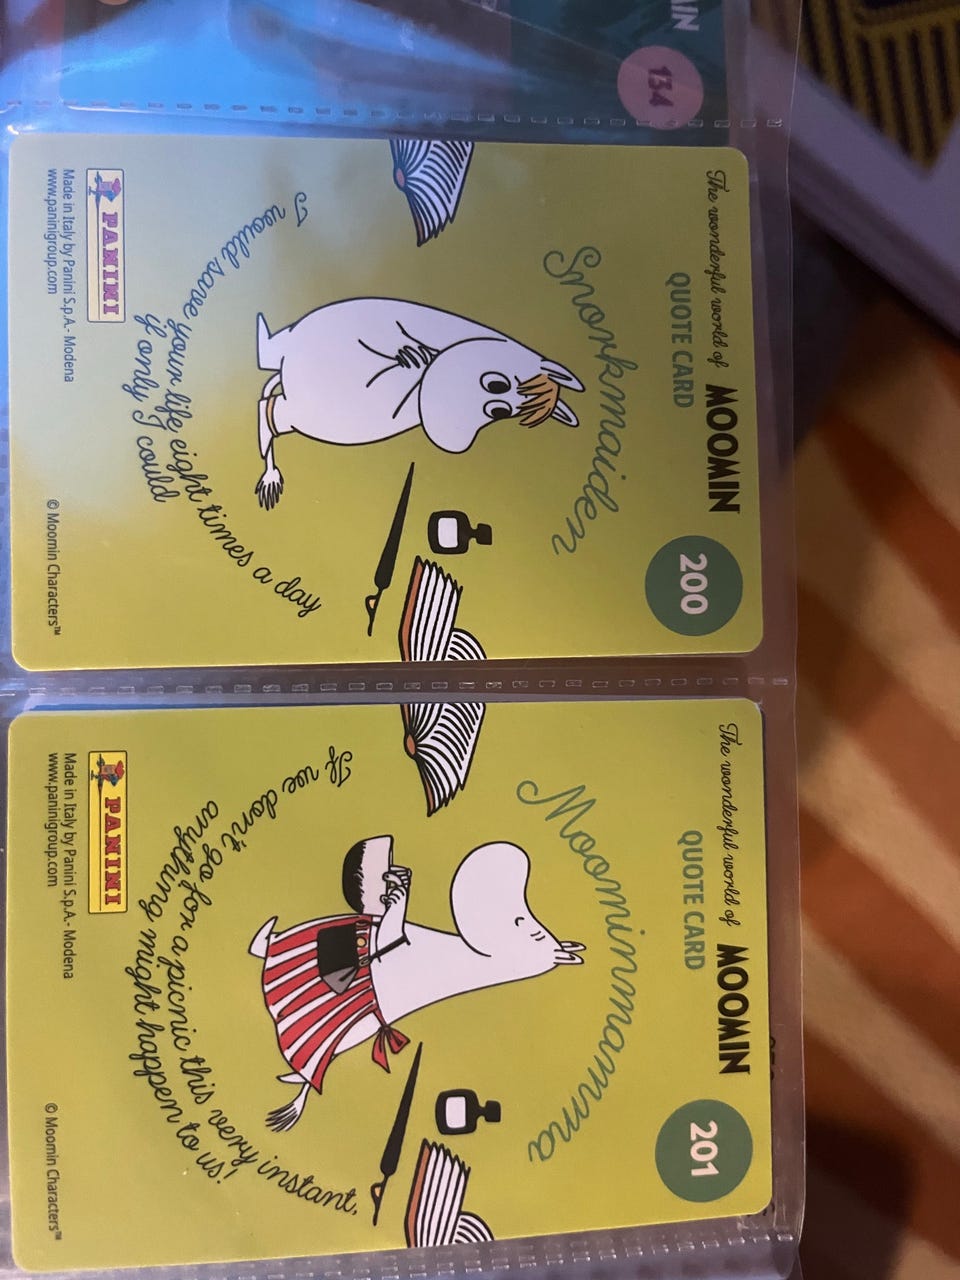 AIN
134
The wonderful world of MOOMIN
QUOTE CARD
200
Snorkmaiden
I would save your life eight times a day
if only I could
PANINI
Made in Italy by Panini S.p.A.- Modena
www.paninigroup.com
© Moomin Characters™
The wonderful world of MOOMIN
QUOTE CARD
201
Moominmamma
If we don't go for a picnic this very instant,
anything might happen to us!
PANINI
Made in Italy by Panini S.p.A.- Modena
www.paninigroup.com
© Moomin Characters™